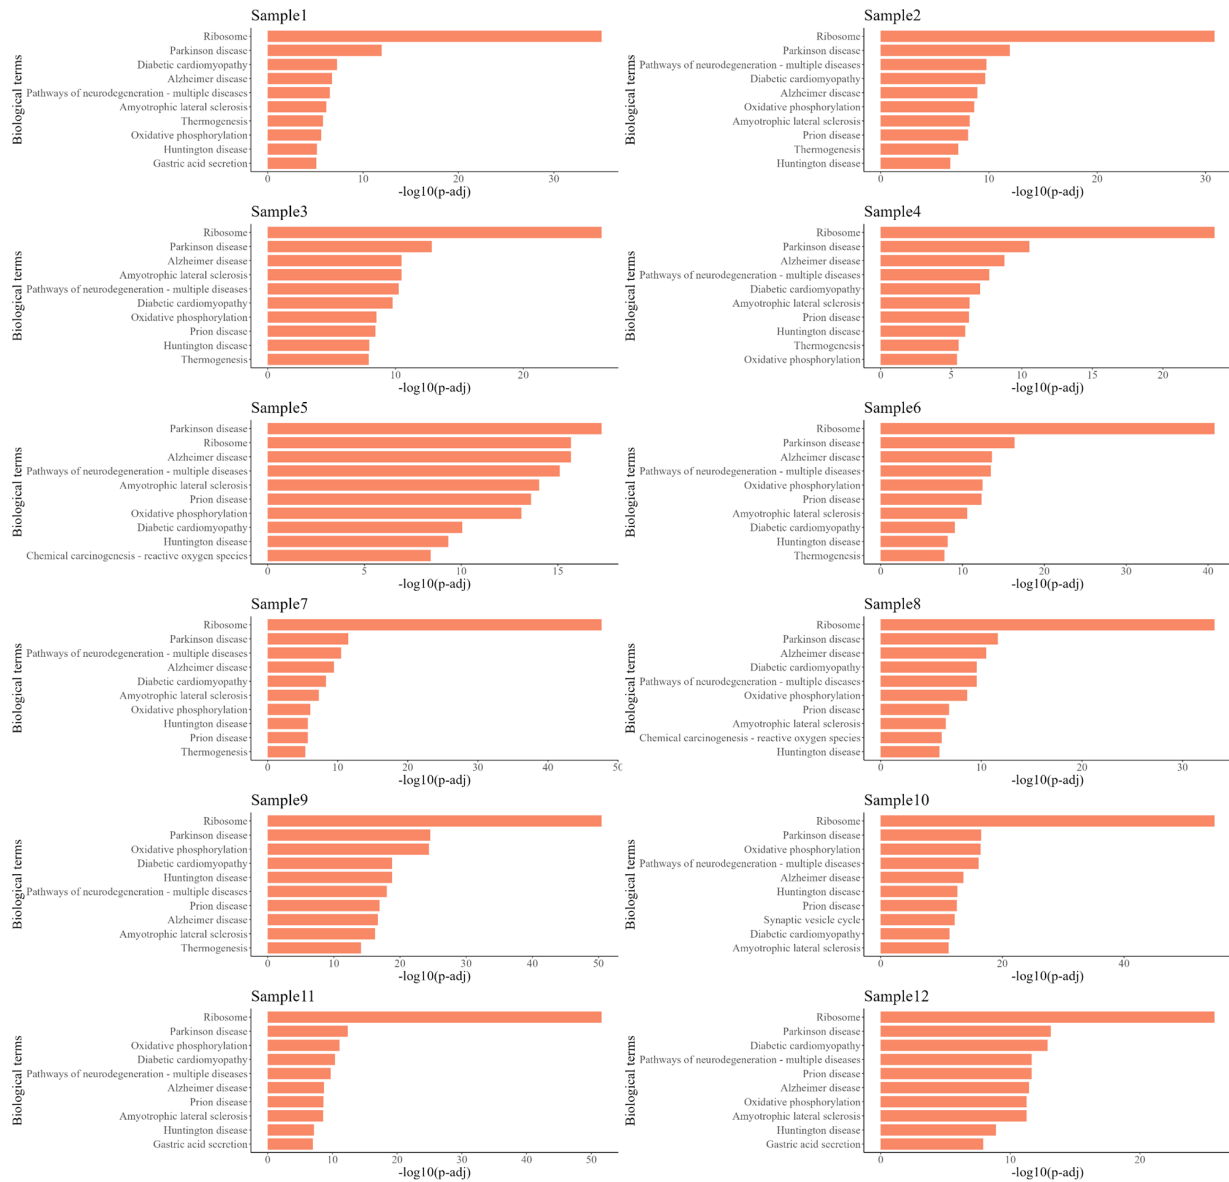 Sample1
Biological terms
Ribosome
Parkinson disease
Diabetic cardiomyopathy
Alzheimer disease
Pathways of neurodegeneration - multiple diseases
Amyotrophic lateral sclerosis
Thermogenesis
Oxidative phosphorylation
Huntington disease
Gastric acid secretion
0 10 20 30
-log10(p-adj)
Sample2
Biological terms
Ribosome
Parkinson disease
Pathways of neurodegeneration - multiple diseases
Diabetic cardiomyopathy
Alzheimer disease
Oxidative phosphorylation
Amyotrophic lateral sclerosis
Prion disease
Thermogenesis
Huntington disease
0 10 20 30
-log10(p-adj)
Sample3
Biological terms
Ribosome
Parkinson disease
Alzheimer disease
Amyotrophic lateral sclerosis
Pathways of neurodegeneration - multiple diseases
Diabetic cardiomyopathy
Oxidative phosphorylation
Prion disease
Huntington disease
Thermogenesis
0 10 20
-log10(p-adj)
Sample4
Biological terms
Ribosome
Parkinson disease
Alzheimer disease
Pathways of neurodegeneration - multiple diseases
Diabetic cardiomyopathy
Amyotrophic lateral sclerosis
Prion disease
Huntington disease
Thermogenesis
Oxidative phosphorylation
0 5 10 15 20
-log10(p-adj)
Sample5
Biological terms
Parkinson disease
Ribosome
Alzheimer disease
Pathways of neurodegeneration - multiple diseases
Amyotrophic lateral sclerosis
Prion disease
Oxidative phosphorylation
Diabetic cardiomyopathy
Huntington disease
Chemical carcinogenesis - reactive oxygen species
5 10 15
-log10(p-adj)
Sample6
Biological terms
Ribosome
Parkinson disease
Alzheimer disease
Pathways of neurodegeneration - multiple diseases
Oxidative phosphorylation
Prion disease
Amyotrophic lateral sclerosis
Diabetic cardiomyopathy
Huntington disease
Thermogenesis
0 10 20 30 40
-log10(p-adj)
Sample7
Biological terms
Ribosome
Parkinson disease
Pathways of neurodegeneration - multiple diseases
Alzheimer disease
Diabetic cardiomyopathy
Amyotrophic lateral sclerosis
Oxidative phosphorylation
Huntington disease
Prion disease
Thermogenesis
0 10 20 30 40 50
-log10(p-adj)
Sample8
Biological terms
Ribosome
Parkinson disease
Alzheimer disease
Diabetic cardiomyopathy
Pathways of neurodegeneration - multiple diseases
Oxidative phosphorylation
Prion disease
Amyotrophic lateral sclerosis
Chemical carcinogenesis - reactive oxygen species
Huntington disease
0 10 20 30
-log10(p-adj)
Sample9
Biological terms
Ribosome
Parkinson disease
Oxidative phosphorylation
Diabetic cardiomyopathy
Huntington disease
Pathways of neurodegeneration - multiple diseases
Prion disease
Alzheimer disease
Amyotrophic lateral sclerosis
Thermogenesis
0 10 20 30 40 50
-log10(p-adj)
Sample10
Biological terms
Ribosome
Parkinson disease
Oxidative phosphorylation
Pathways of neurodegeneration - multiple diseases
Alzheimer disease
Huntington disease
Prion disease
Synaptic vesicle cycle
Diabetic cardiomyopathy
Amyotrophic lateral sclerosis
0 20 40
-log10(p-adj)
Sample11
Biological terms
Ribosome
Parkinson disease
Oxidative phosphorylation
Diabetic cardiomyopathy
Pathways of neurodegeneration - multiple diseases
Alzheimer disease
Prion disease
Amyotrophic lateral sclerosis
Huntington disease
Gastric acid secretion
0 10 20 30 40 50
-log10(p-adj)
Sample12
Biological terms
Ribosome
Parkinson disease
Diabetic cardiomyopathy
Pathways of neurodegeneration - multiple diseases
Prion disease
Alzheimer disease
Oxidative phosphorylation
Amyotrophic lateral sclerosis
Huntington disease
Gastric acid secretion
10 20
-log10(p-adj)